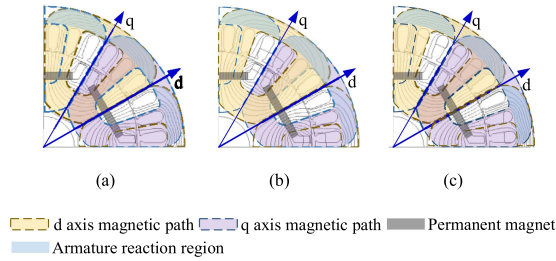 q
d
q
d
q
d
(a)
(b)
(c)
d axis magnetic path
q axis magnetic path
Permanent magnet
Armature reaction region